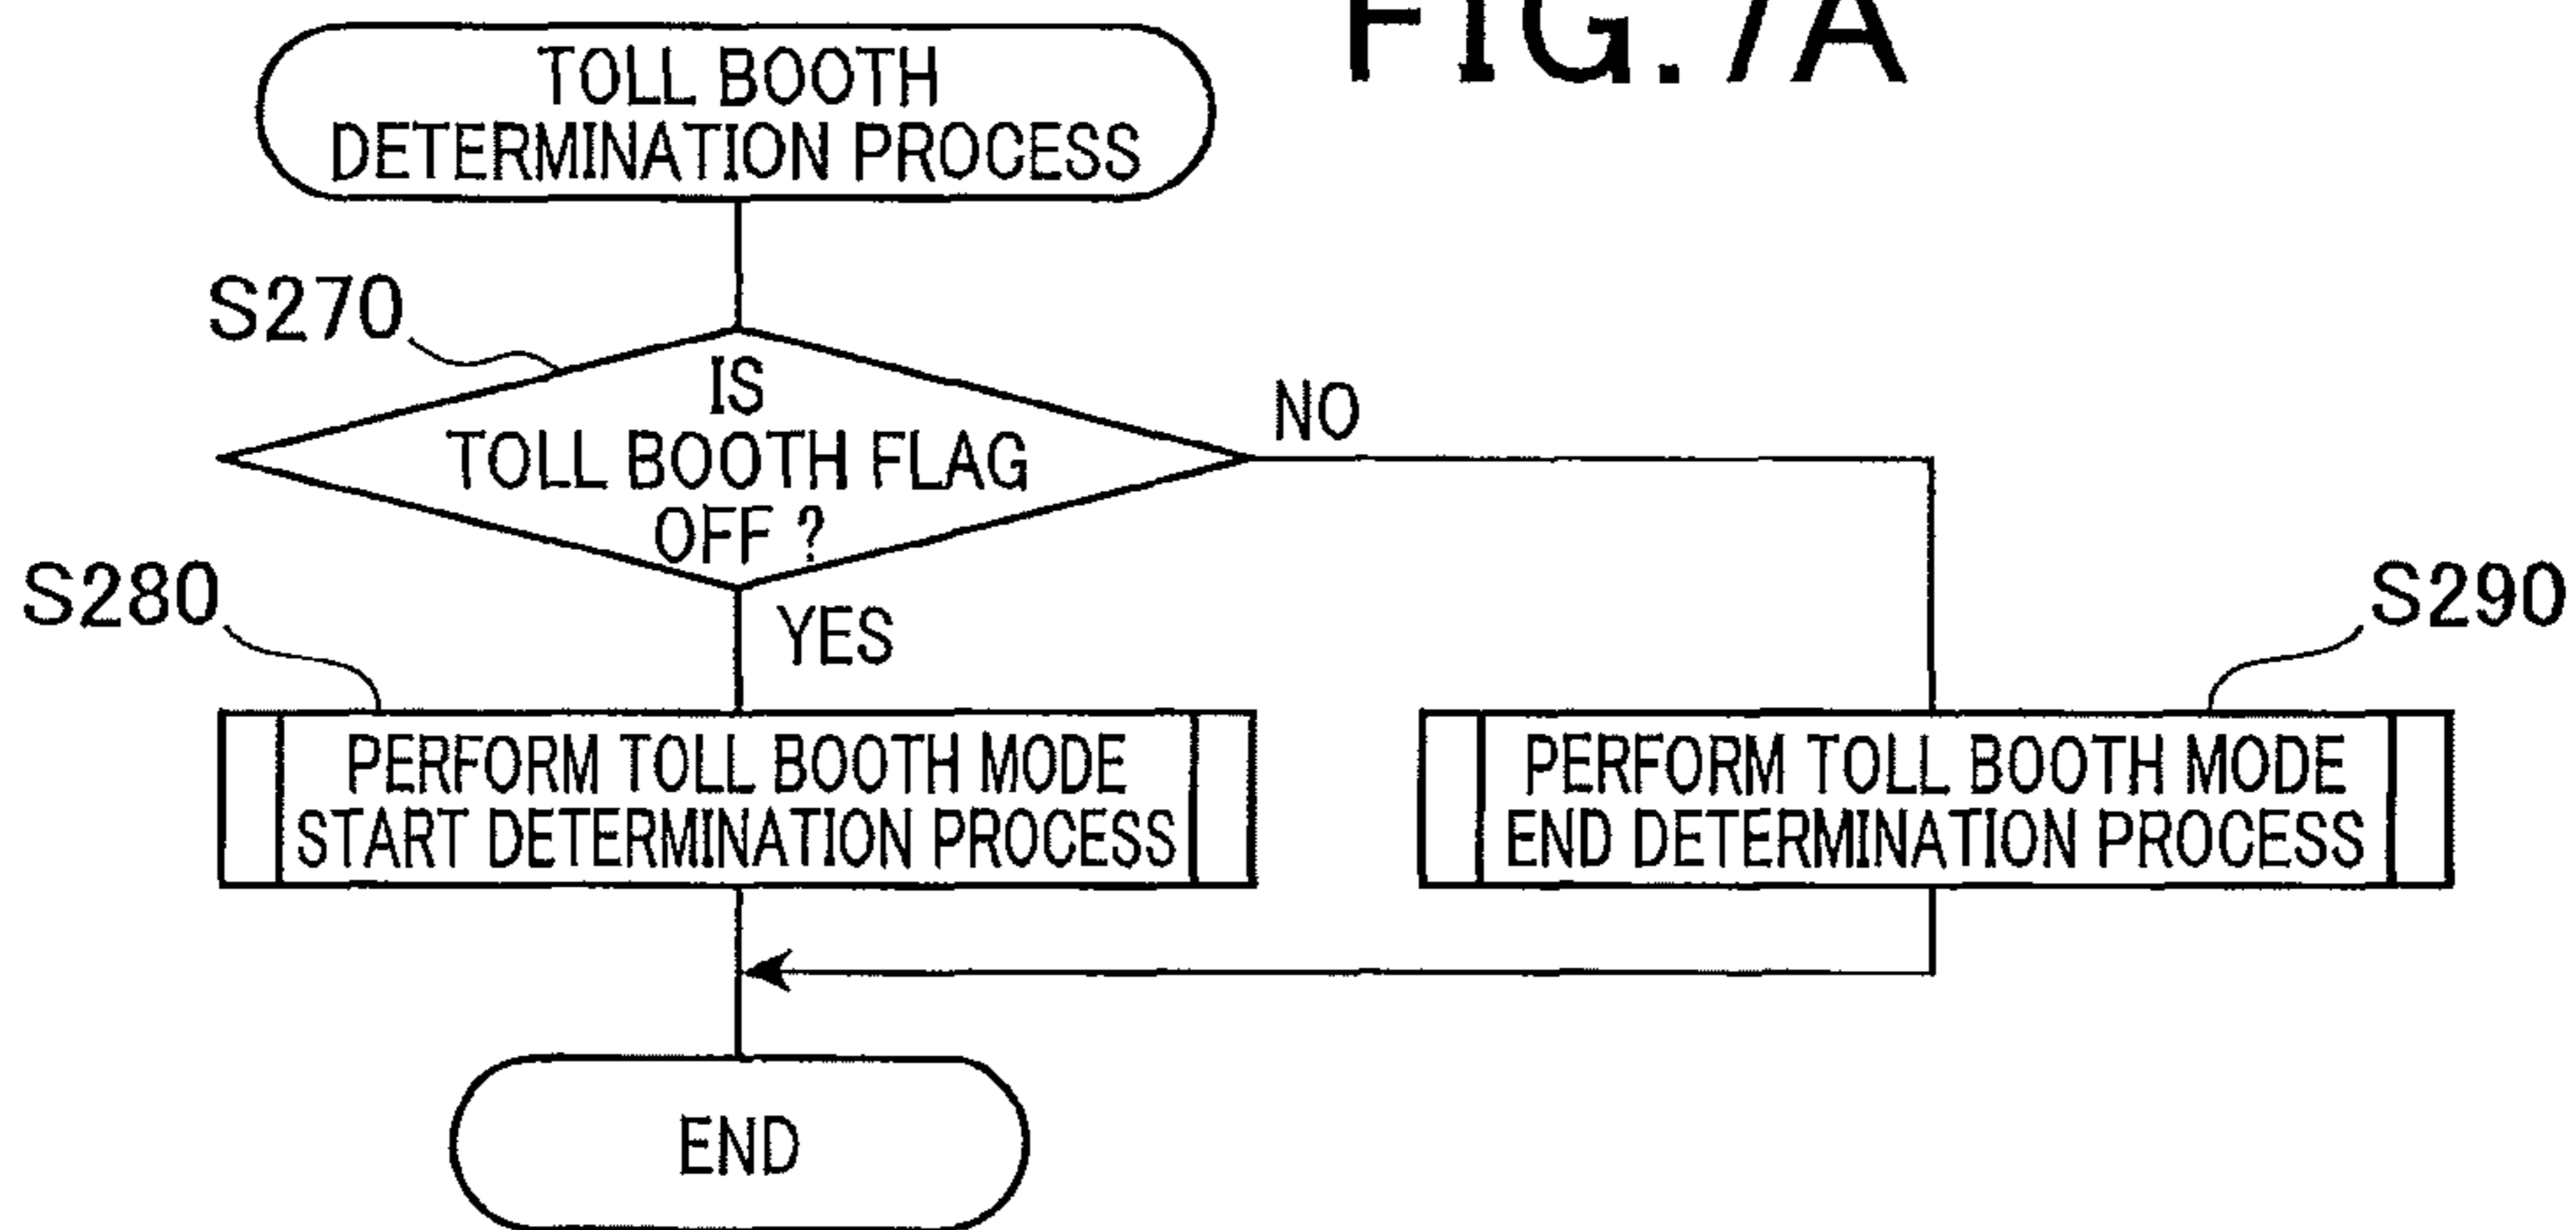 FIG. 7A
TOLL BOOTH
DETERMINATION PROCESS
S270
IS
TOLL BOOTH FLAG
OFF ?
NO
S280
YES
S290
PERFORM TOLL BOOTH MODE
START DETERMINATION PROCESS
PERFORM TOLL BOOTH MODE
END DETERMINATION PROCESS
END